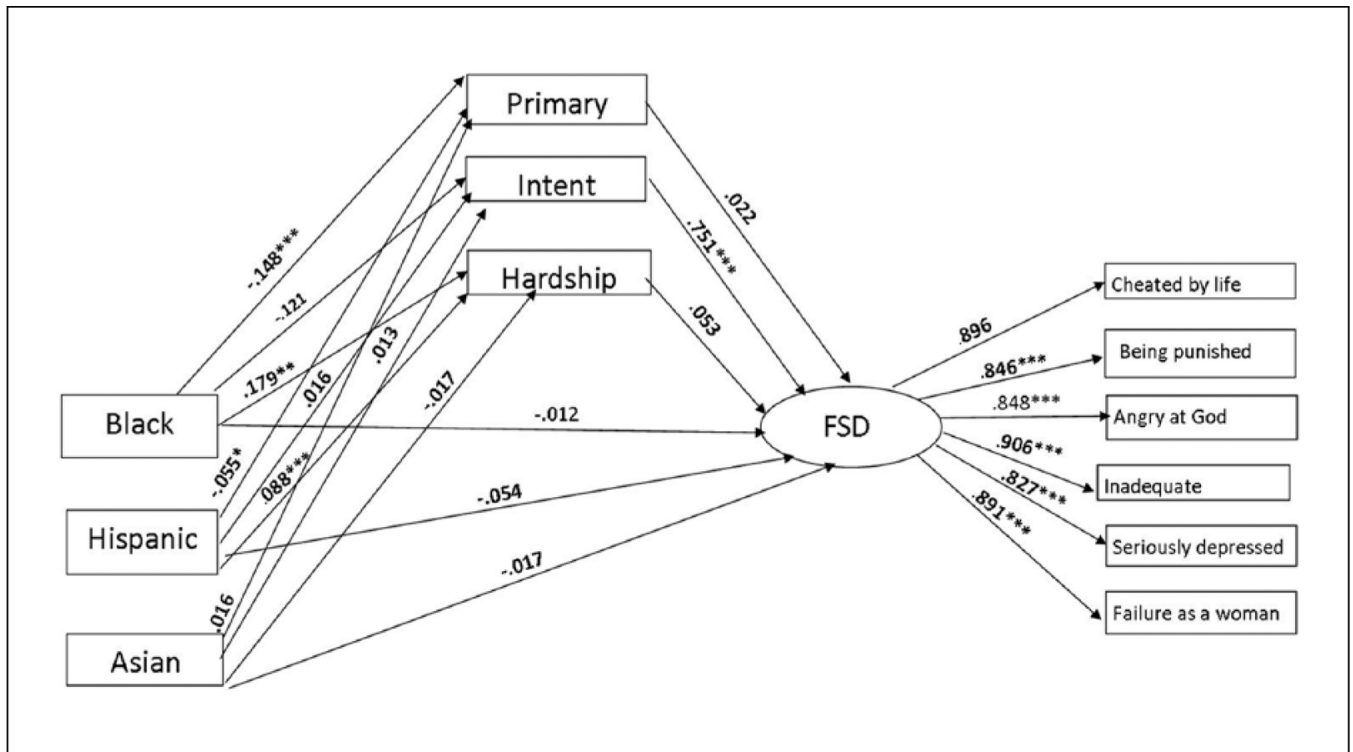 Primary
Intent
Hardship
Black
Hispanic
Asian
-.148***
-.121
.179**
-.055*
.016
.088***
.016
.013
-.017
.022
.751***
.053
-.012
-.054
-.017
FSD
.896
.846***
.848***
.906***
.827***
.891***
Cheated by life
Being punished
Angry at God
Inadequate
Seriously depressed
Failure as a woman